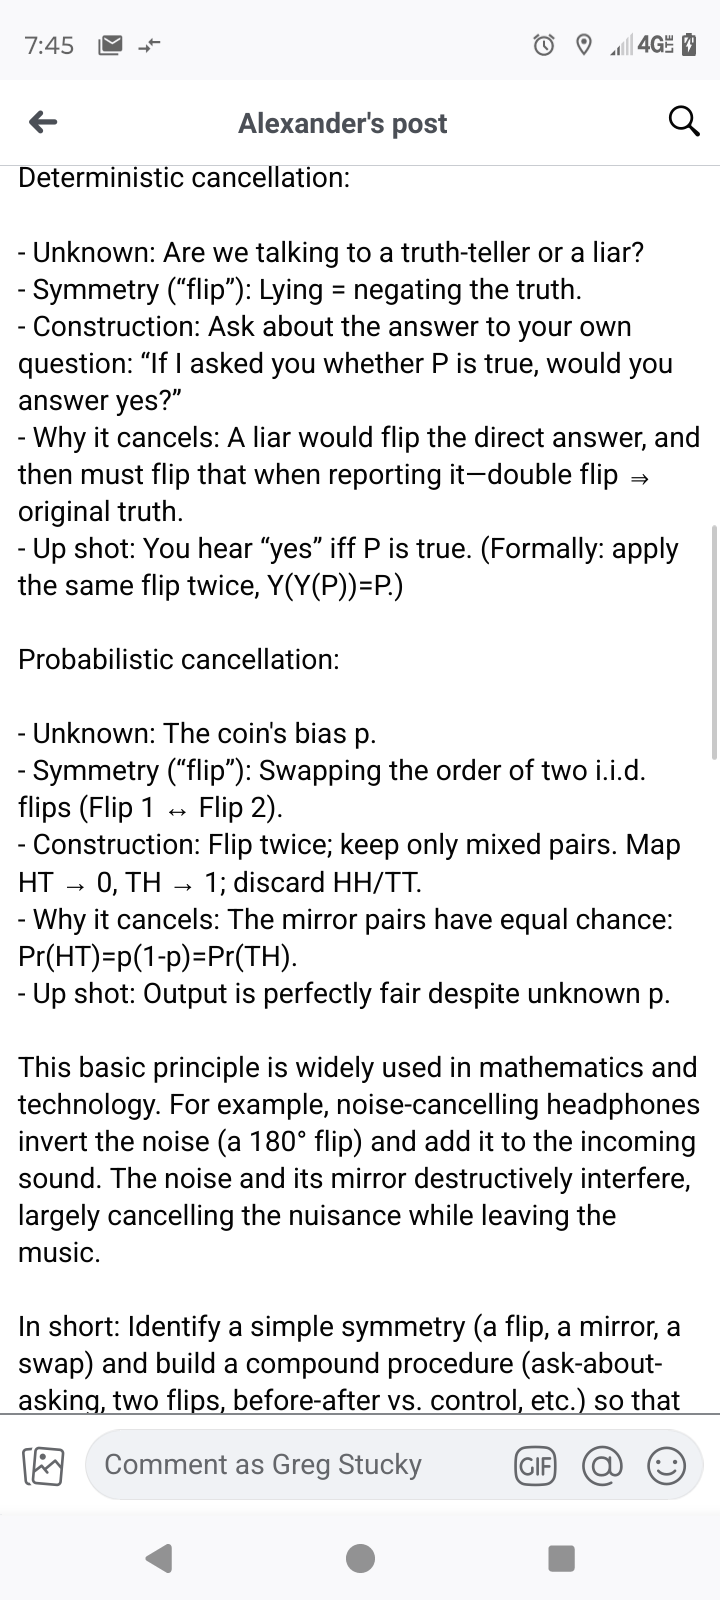 7:45
4G LTE
Alexander's post
Deterministic cancellation:
- Unknown: Are we talking to a truth-teller or a liar?
- Symmetry (“flip”): Lying = negating the truth.
- Construction: Ask about the answer to your own
question: “If I asked you whether P is true, would you
answer yes?”
- Why it cancels: A liar would flip the direct answer, and
then must flip that when reporting it—double flip ⇒
original truth.
- Up shot: You hear “yes” iff P is true. (Formally: apply
the same flip twice, Y(Y(P))=P.)
Probabilistic cancellation:
- Unknown: The coin's bias p.
- Symmetry (“flip”): Swapping the order of two i.i.d.
flips (Flip 1 ↔ Flip 2).
- Construction: Flip twice; keep only mixed pairs. Map
HT → 0, TH → 1; discard HH/TT.
- Why it cancels: The mirror pairs have equal chance:
Pr(HT)=p(1-p)=Pr(TH).
- Up shot: Output is perfectly fair despite unknown p.
This basic principle is widely used in mathematics and
technology. For example, noise-cancelling headphones
invert the noise (a 180° flip) and add it to the incoming
sound. The noise and its mirror destructively interfere,
largely cancelling the nuisance while leaving the
music.
In short: Identify a simple symmetry (a flip, a mirror, a
swap) and build a compound procedure (ask-about-
asking, two flips, before-after vs. control, etc.) so that
Comment as Greg Stucky
GIF